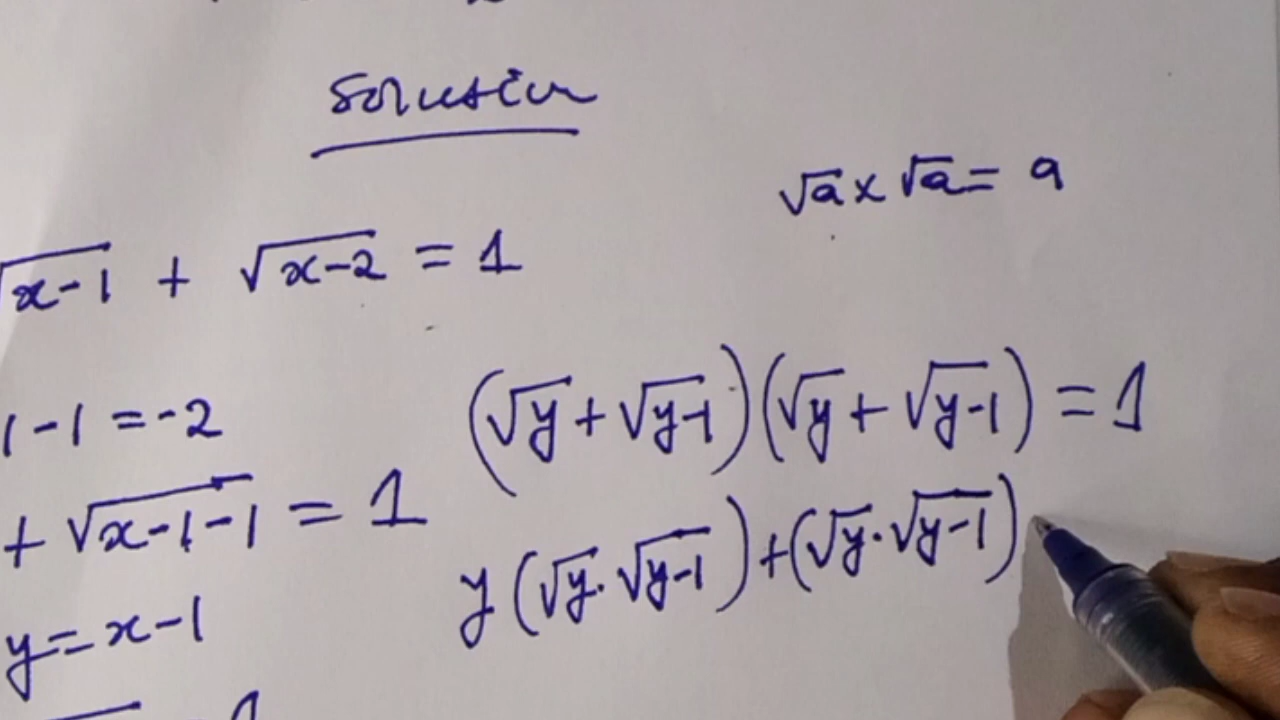 Solution
√a × √a = a
√x-1 + √x-2 = 1
1-1 = -2
+ √x-1-1 = 1
y = x-1
(√y + √y-1)(√y + √y-1) = 1
y(√y · √y-1) + (√y · √y-1)